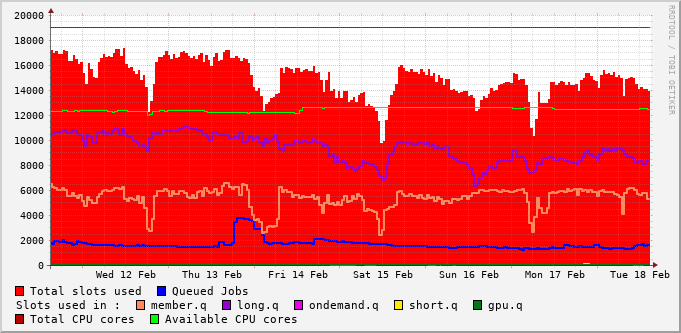 20000
18000
16000
14000
12000
10000
8000
6000
4000
2000
0
Wed 12 Feb Thu 13 Feb Fri 14 Feb Sat 15 Feb Sun 16 Feb Mon 17 Feb Tue 18 Feb
RRDTOOL / TOBI OETIKER
Total slots used Queued Jobs
Slots used in : member.q long.q ondemand.q short.q gpu.q
Total CPU cores Available CPU cores